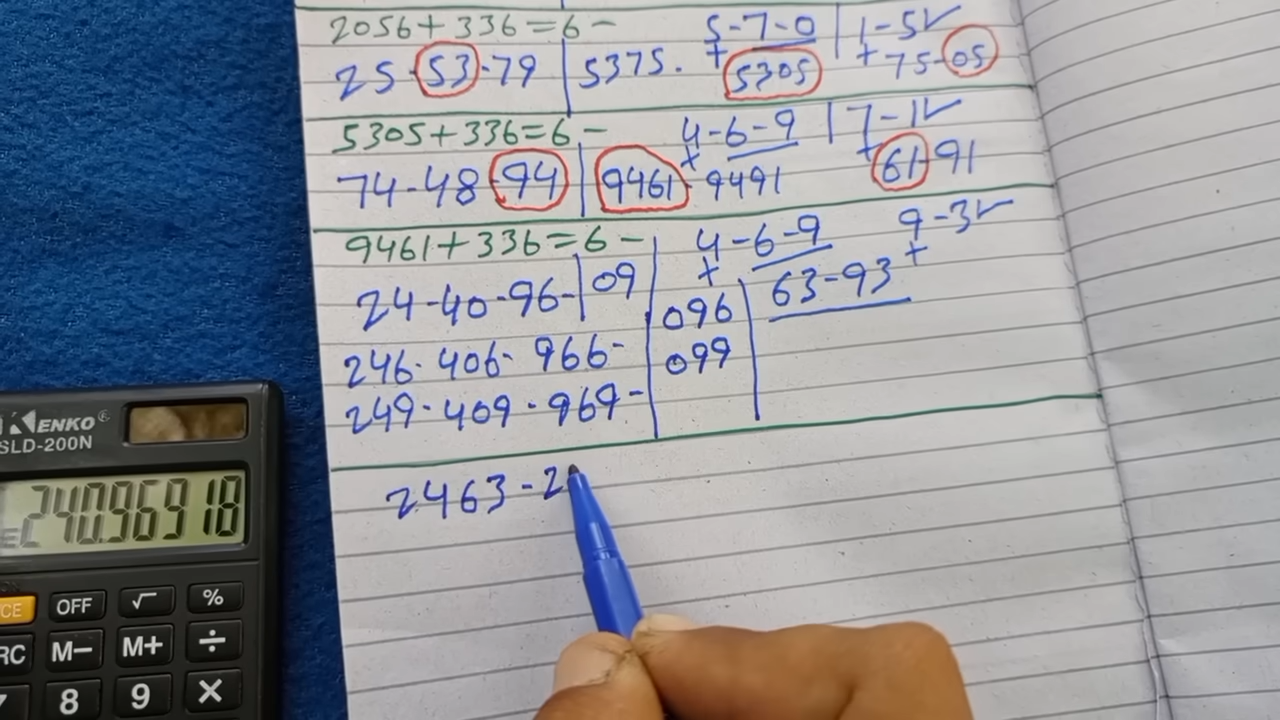 2056+336=6-
5-7-0 | 1-5✓
25-53-79 | 5375. + 5305 + 75-05
5305+336=6-
4-6-9 | 7-1✓
74-48-94 | 9461-9491 + + 61-91
9461+336=6- | 4-6-9 9-3✓
24-40-96- | 09 + 63-93 +
096
246-406-966-
099
249-409-969-
2463-2
KENKO
SLD-200N
E 240.96918
CE OFF √ %
RC M- M+ ÷
7 8 9 X